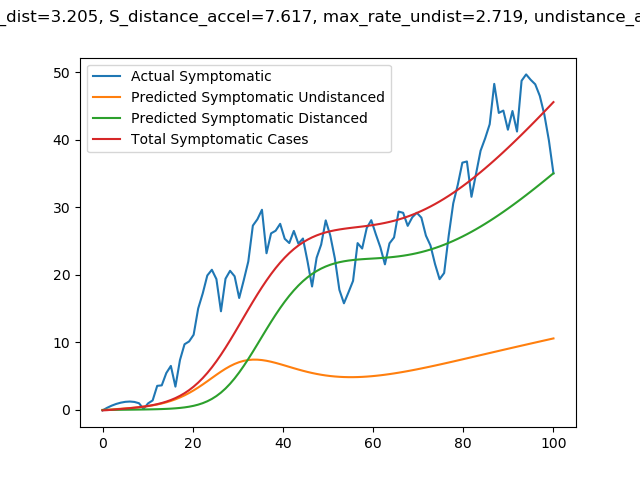 _dist=3.205, S_distance_accel=7.617, max_rate_undist=2.719, undistance_a
Actual Symptomatic
Predicted Symptomatic Undistanced
Predicted Symptomatic Distanced
Total Symptomatic Cases
50
40
30
20
10
0
0 20 40 60 80 100